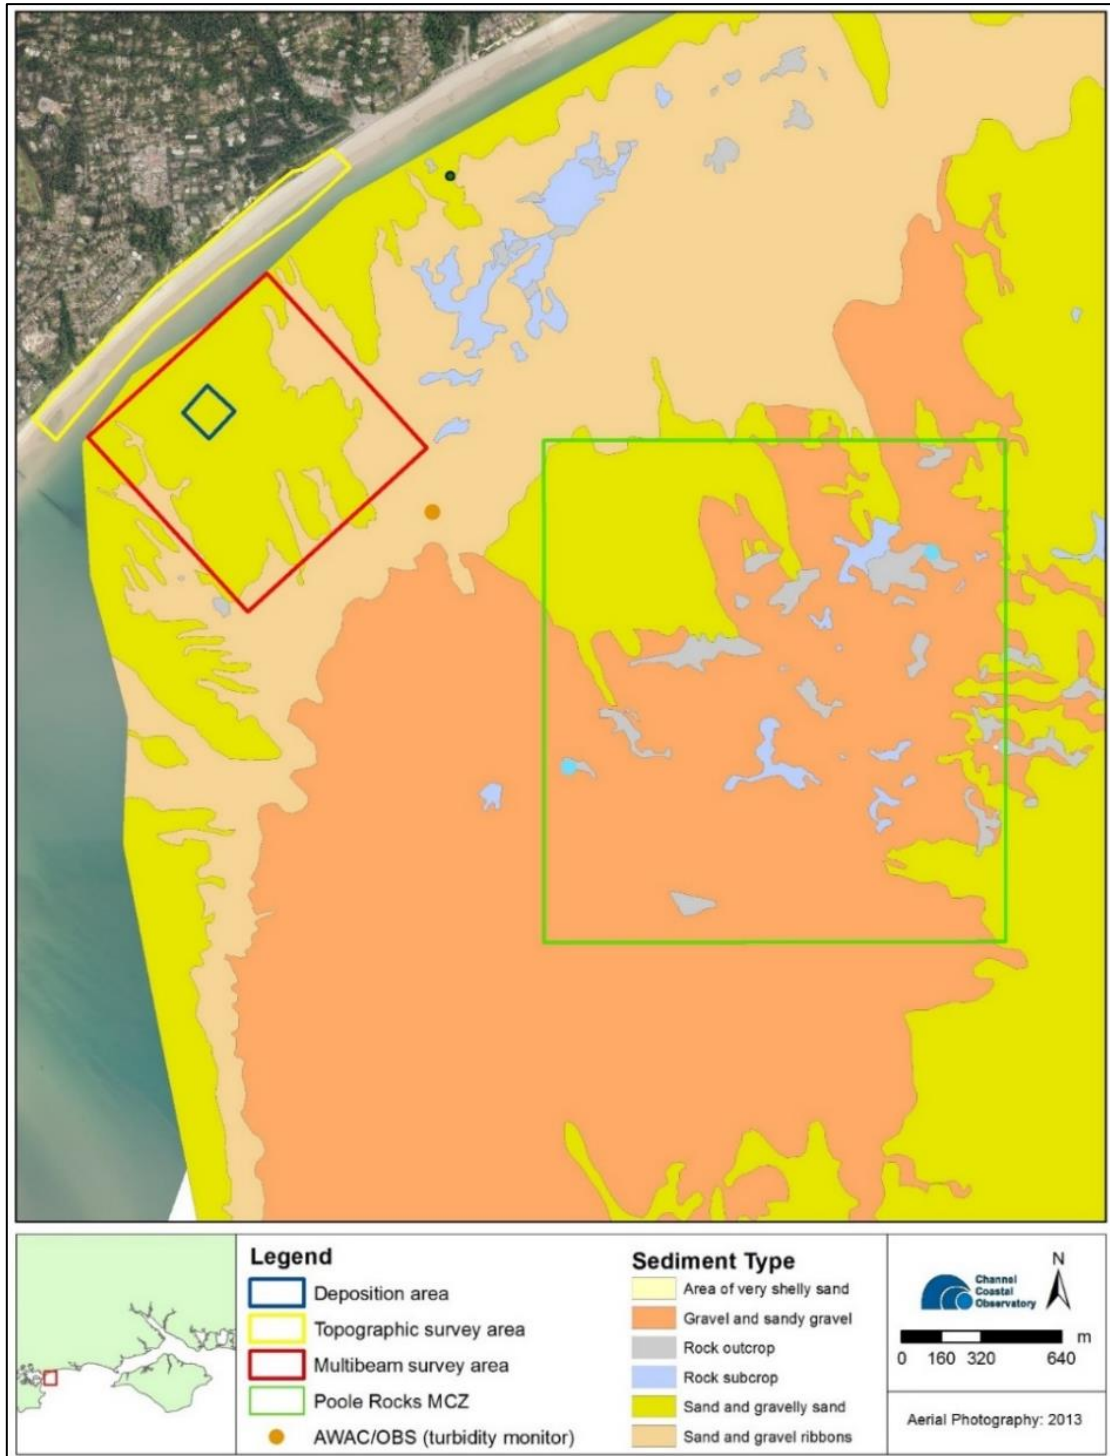 Legend
Deposition area
Topographic survey area
Multibeam survey area
Poole Rocks MCZ
AWAC/OBS (turbidity monitor)
Sediment Type
Area of very shelly sand
Gravel and sandy gravel
Rock outcrop
Rock subcrop
Sand and gravelly sand
Sand and gravel ribbons
Channel
Coastal
Observatory
N
m
0 160 320 640
Aerial Photography: 2013